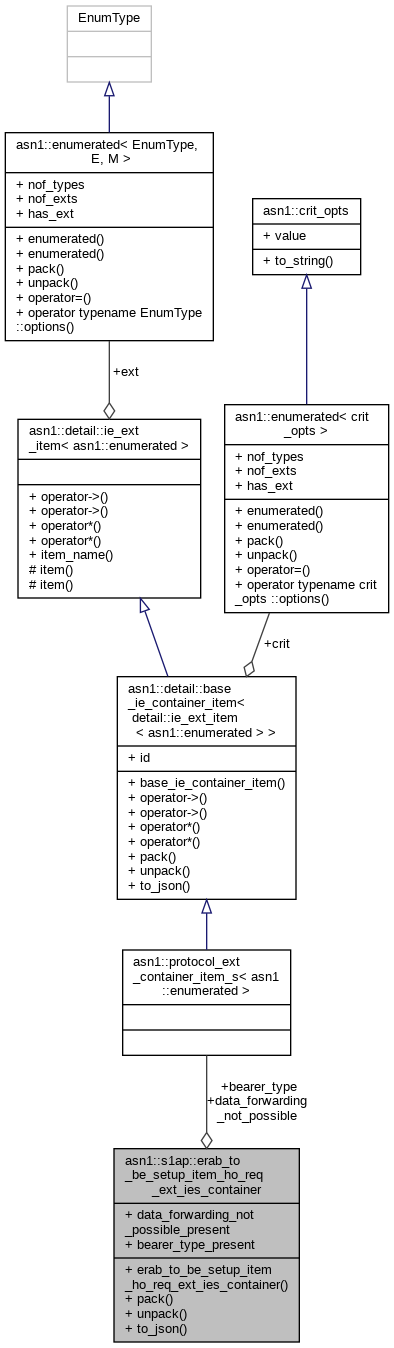 EnumType
asn1::enumerated< EnumType,
E, M >
+ nof_types
+ nof_exts
+ has_ext
+ enumerated()
+ enumerated()
+ pack()
+ unpack()
+ operator=()
+ operator typename EnumType
::options()
asn1::crit_opts
+ value
+ to_string()
+ext
asn1::detail::ie_ext
_item< asn1::enumerated >
+ operator->()
+ operator->()
+ operator*()
+ operator*()
+ item_name()
# item()
# item()
asn1::enumerated< crit
_opts >
+ nof_types
+ nof_exts
+ has_ext
+ enumerated()
+ enumerated()
+ pack()
+ unpack()
+ operator=()
+ operator typename crit
_opts ::options()
+crit
asn1::detail::base
_ie_container_item<
detail::ie_ext_item
< asn1::enumerated > >
+ id
+ base_ie_container_item()
+ operator->()
+ operator->()
+ operator*()
+ operator*()
+ pack()
+ unpack()
+ to_json()
asn1::protocol_ext
_container_item_s< asn1
::enumerated >
+bearer_type
+data_forwarding
_not_possible
asn1::s1ap::erab_to
_be_setup_item_ho_req
_ext_ies_container
+ data_forwarding_not
_possible_present
+ bearer_type_present
+ erab_to_be_setup_item
_ho_req_ext_ies_container()
+ pack()
+ unpack()
+ to_json()